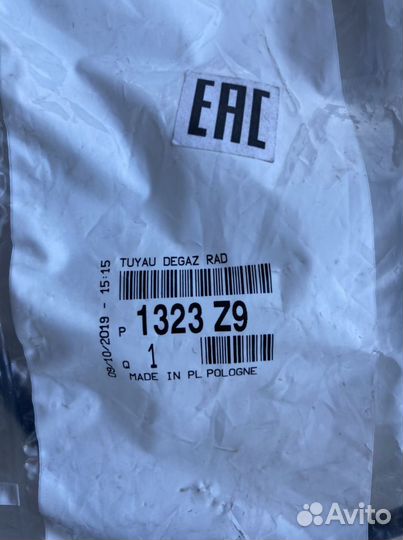 EAC
TUYAU DEGAZ RAD
P 1323 Z9
Q 1
MADE IN PL POLOGNE
09/10/2019 - 15:15
Avito